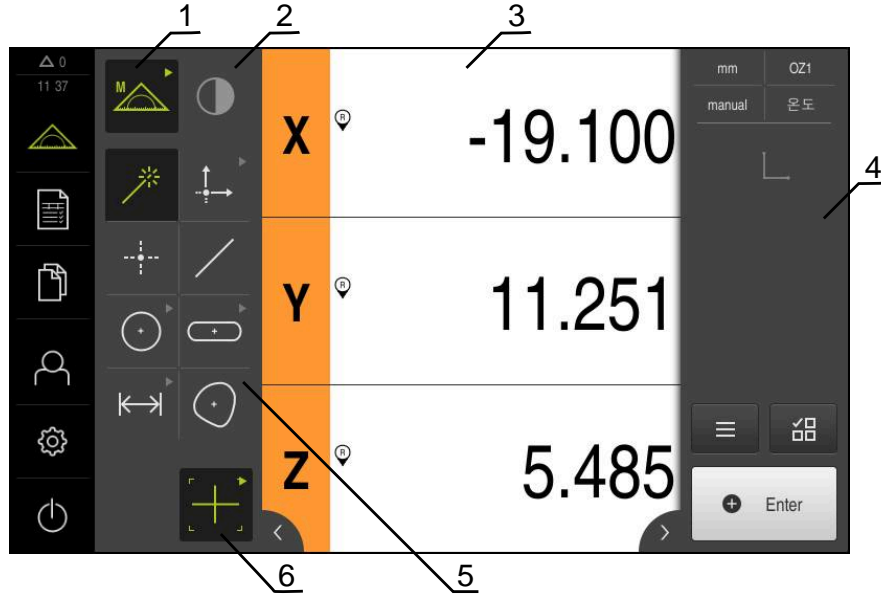 1
2
3
△ 0
11 37
M
X
R
-19.100
mm
OZ1
manual
온도
4
Y
R
11.251
Z
R
5.485
Enter
6
5